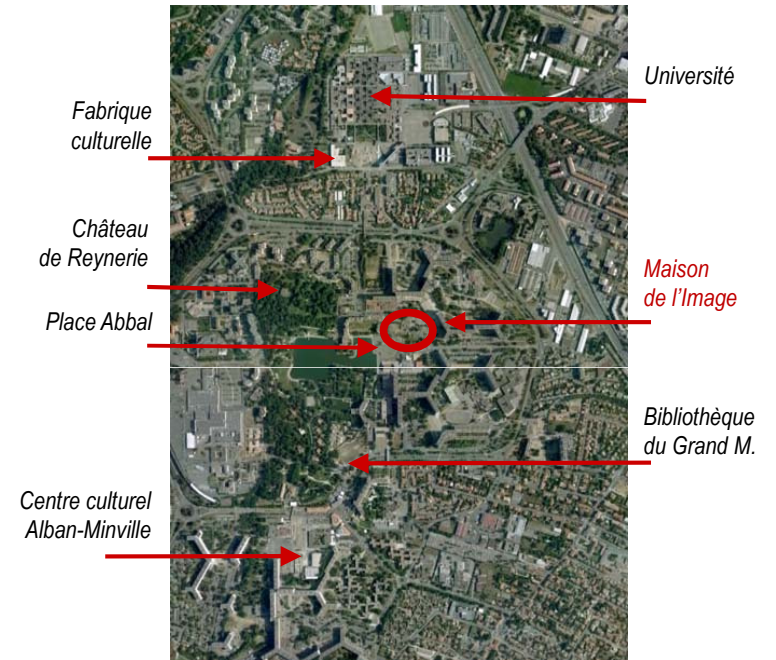 Université
Fabrique
culturelle
Château
de Reynerie
Maison
de l’Image
Place Abbal
Bibliothèque
du Grand M.
Centre culturel
Alban-Minville